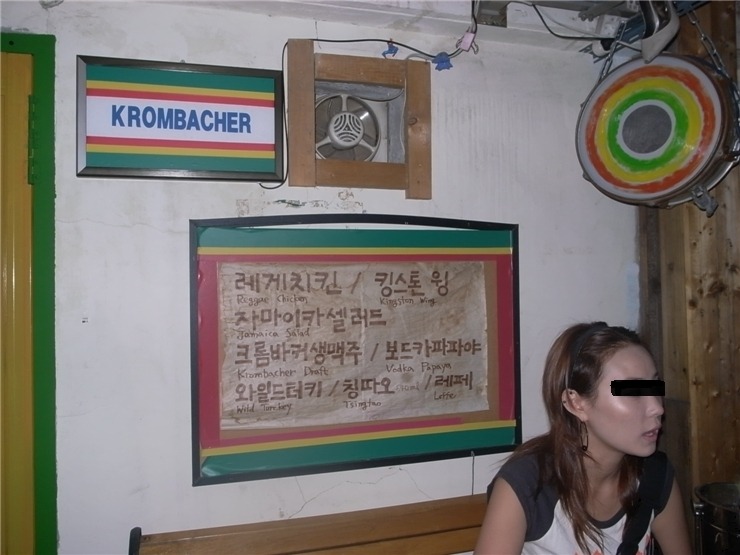 KROMBACHER
레게치킨 / 킹스톤 윙
Reggae Chicken Kingston Wing
자마이카 셀러드
Jamaica Salad
크롬바커생맥주 / 보드카파파야
Krombacher Draft Vodka Papaya
와일드터키 / 칭따오 / 레페
Wild Turkey Tsingtao Leffe